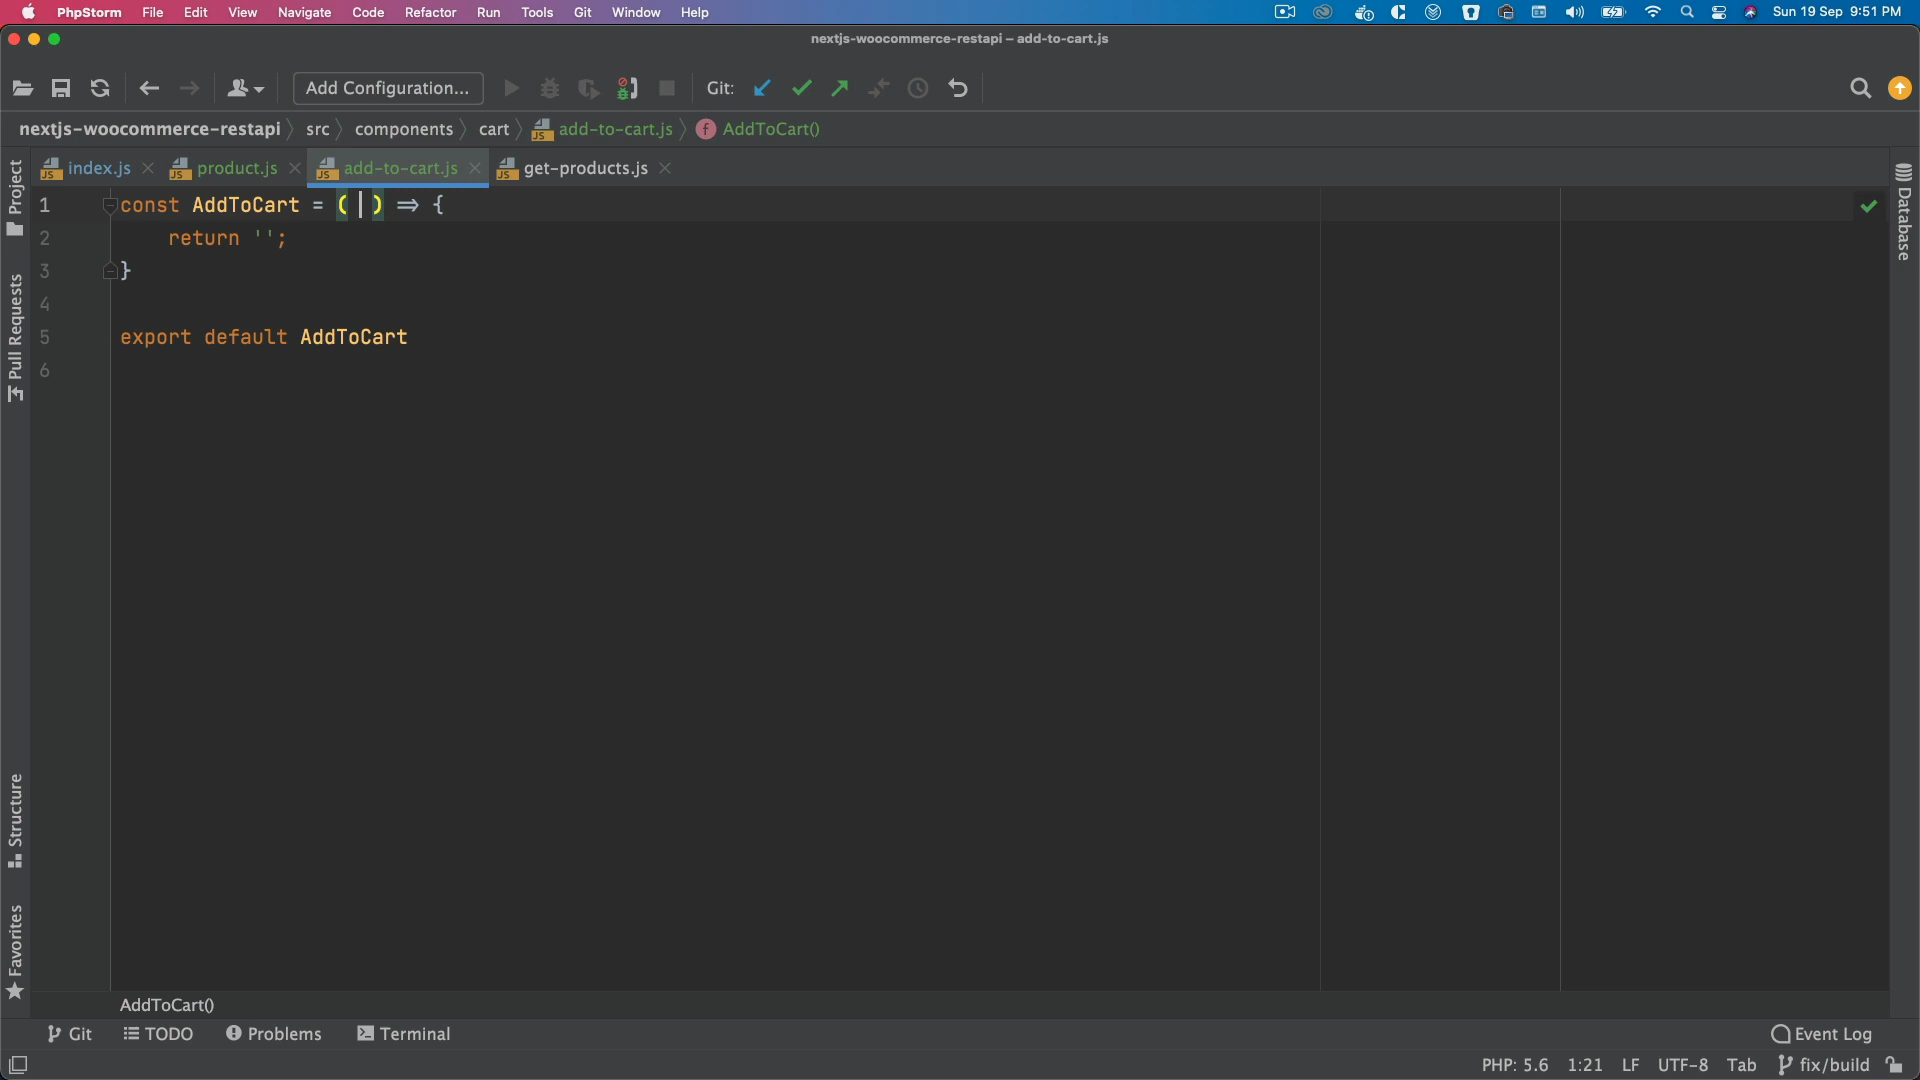 PhpStorm File Edit View Navigate Code Refactor Run Tools Git Window Help Sun 19 Sep 9:51 PM
nextjs-woocommerce-restapi – add-to-cart.js
Add Configuration... Git:
nextjs-woocommerce-restapi src components cart add-to-cart.js AddToCart()
index.js product.js add-to-cart.js get-products.js
1 const AddToCart = ( ) => {
2 return '';
3 }
4
5 export default AddToCart
6
Project
Pull Requests
Structure
Favorites
Database
AddToCart()
Git TODO Problems Terminal Event Log
PHP: 5.6 1:21 LF UTF-8 Tab fix/build